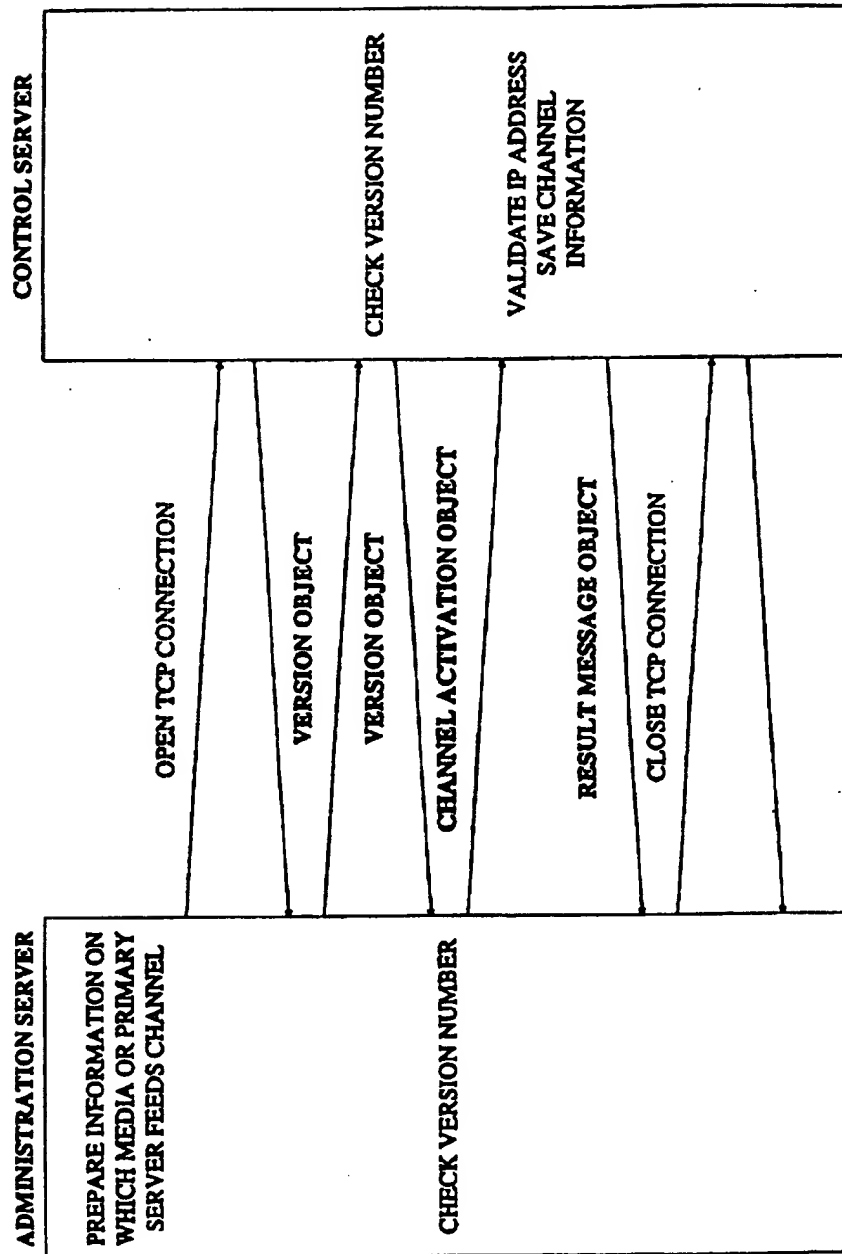 ADMINISTRATION SERVER
PREPARE INFORMATION ON
WHICH MEDIA OR PRIMARY
SERVER FEEDS CHANNEL
CHECK VERSION NUMBER
OPEN TCP CONNECTION
VERSION OBJECT
VERSION OBJECT
CHANNEL ACTIVATION OBJECT
RESULT MESSAGE OBJECT
CLOSE TCP CONNECTION
CONTROL SERVER
CHECK VERSION NUMBER
VALIDATE IP ADDRESS
SAVE CHANNEL
INFORMATION